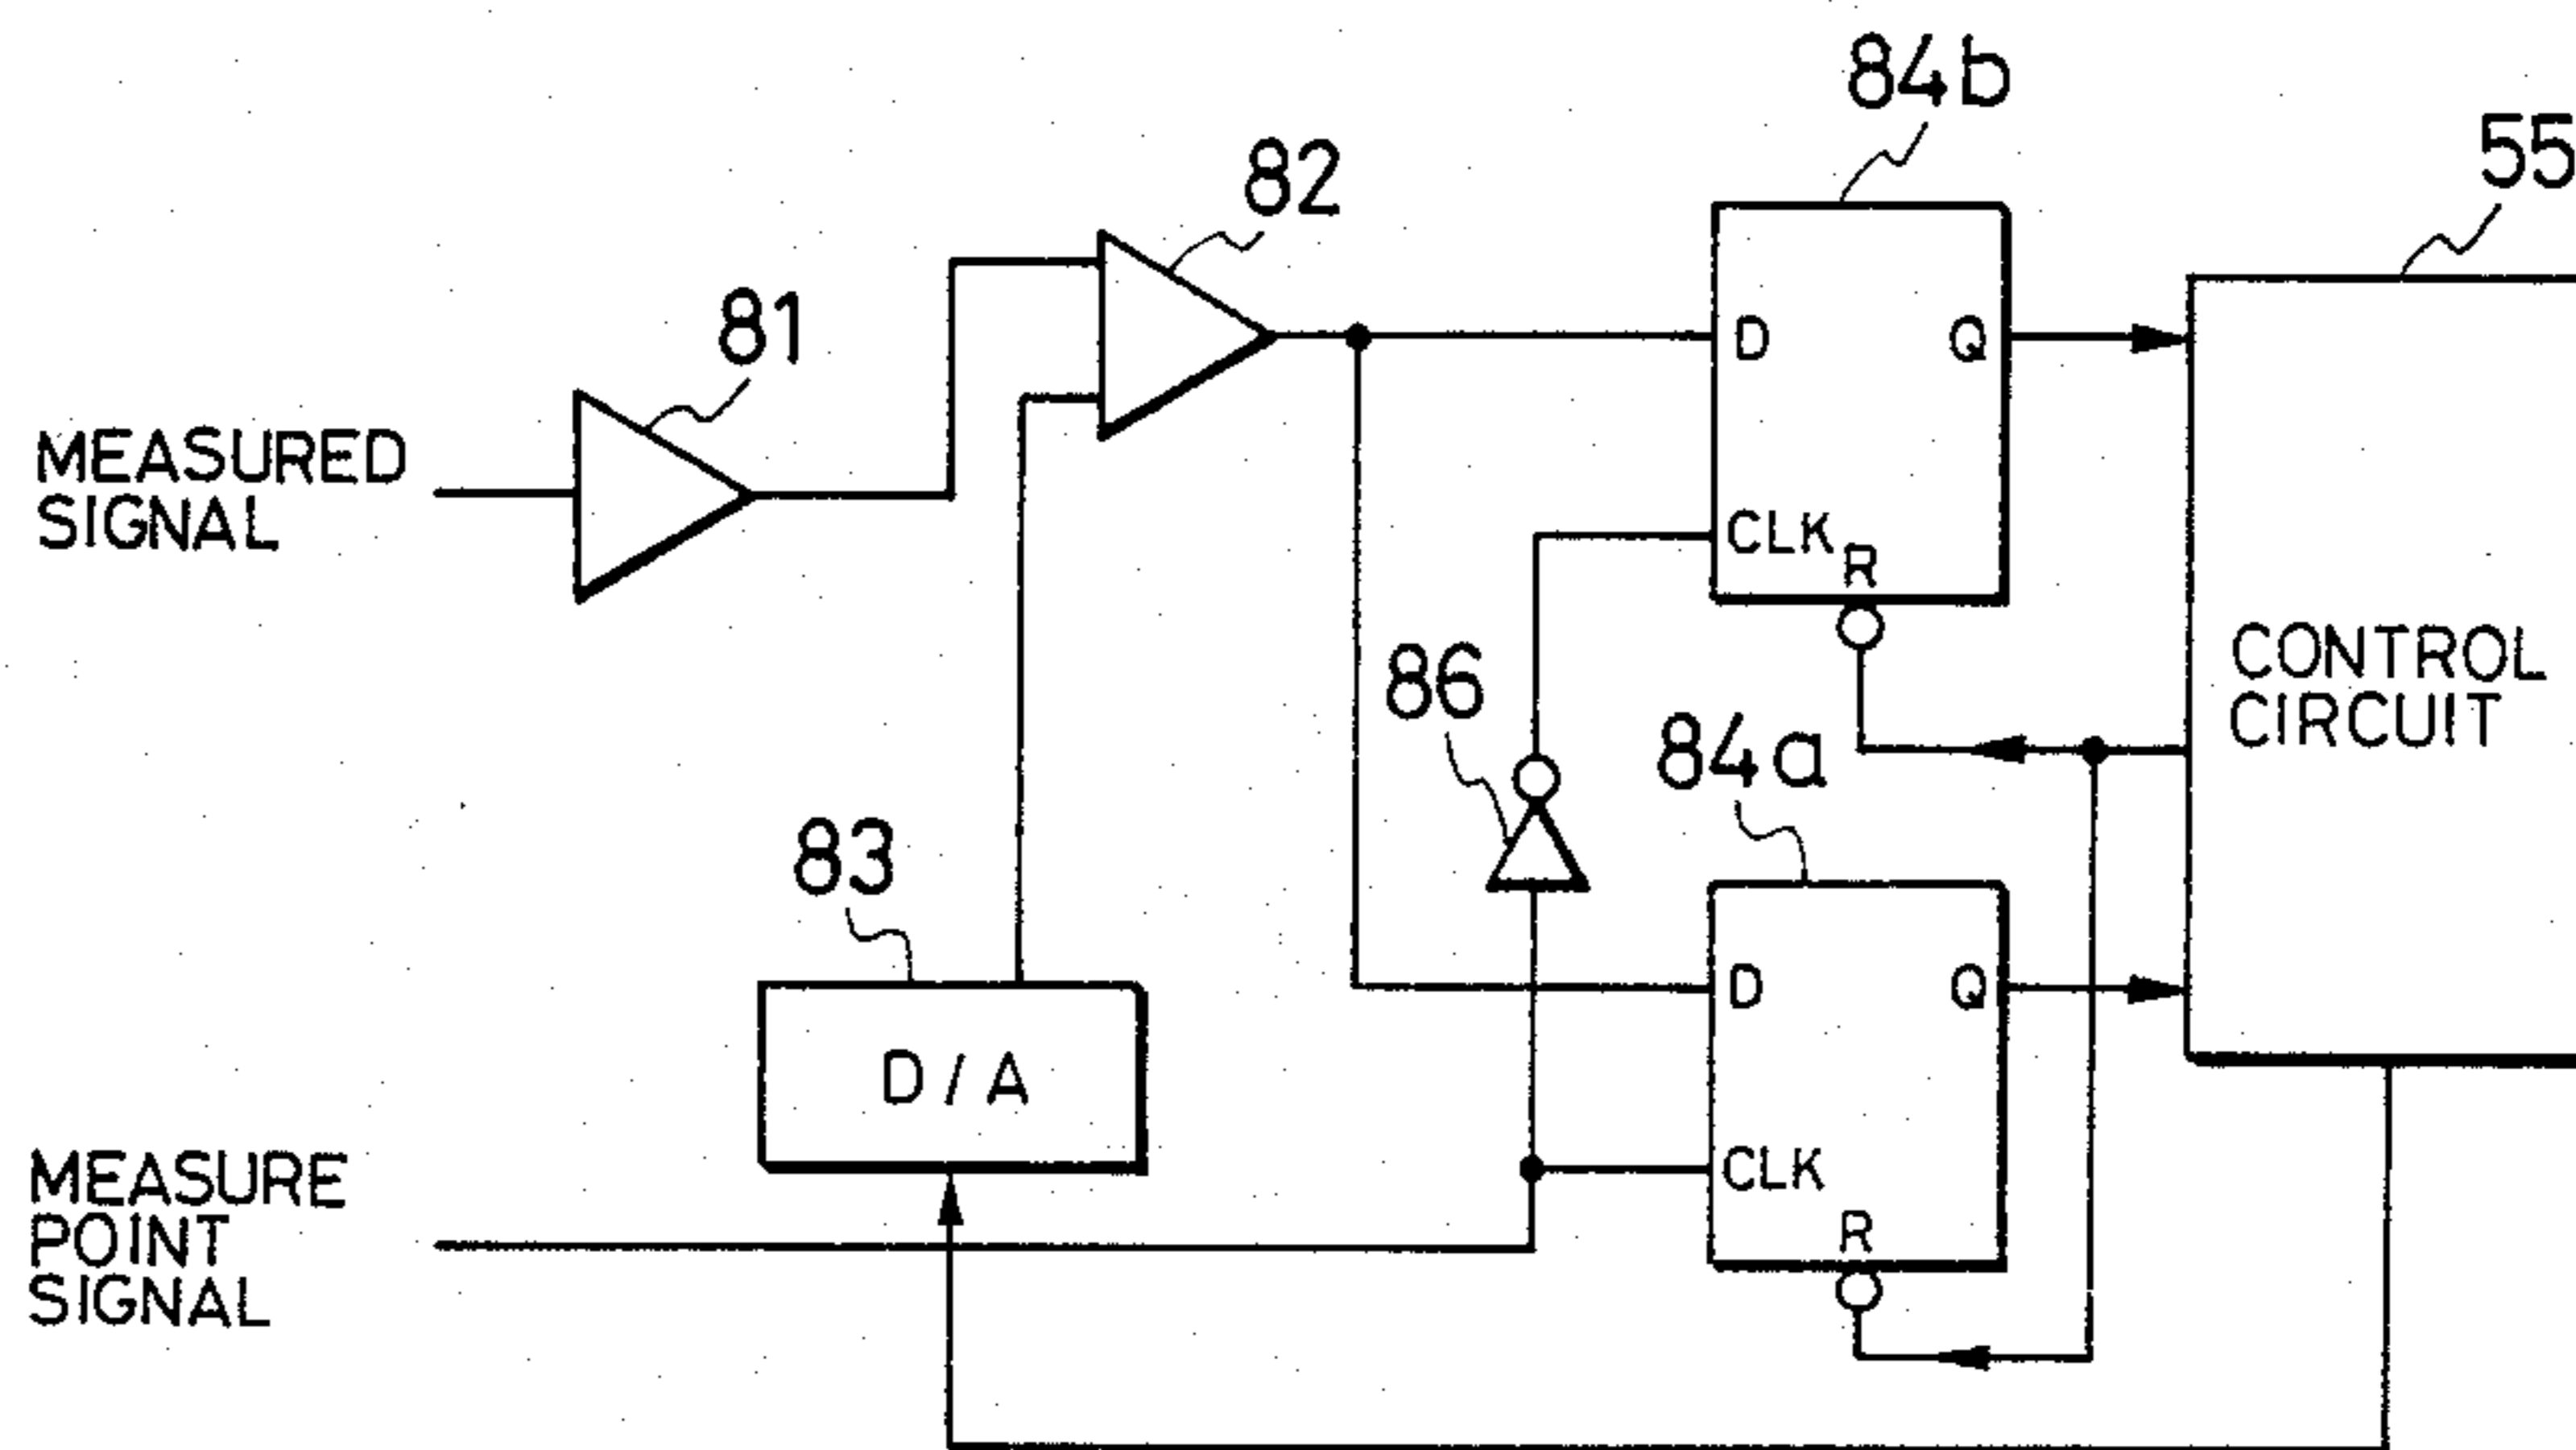 84b
55
82
81
D
Q
MEASURED
SIGNAL
CLK
R
86
CONTROL
CIRCUIT
84a
83
D
Q
D / A
CLK
MEASURE
POINT
SIGNAL
R